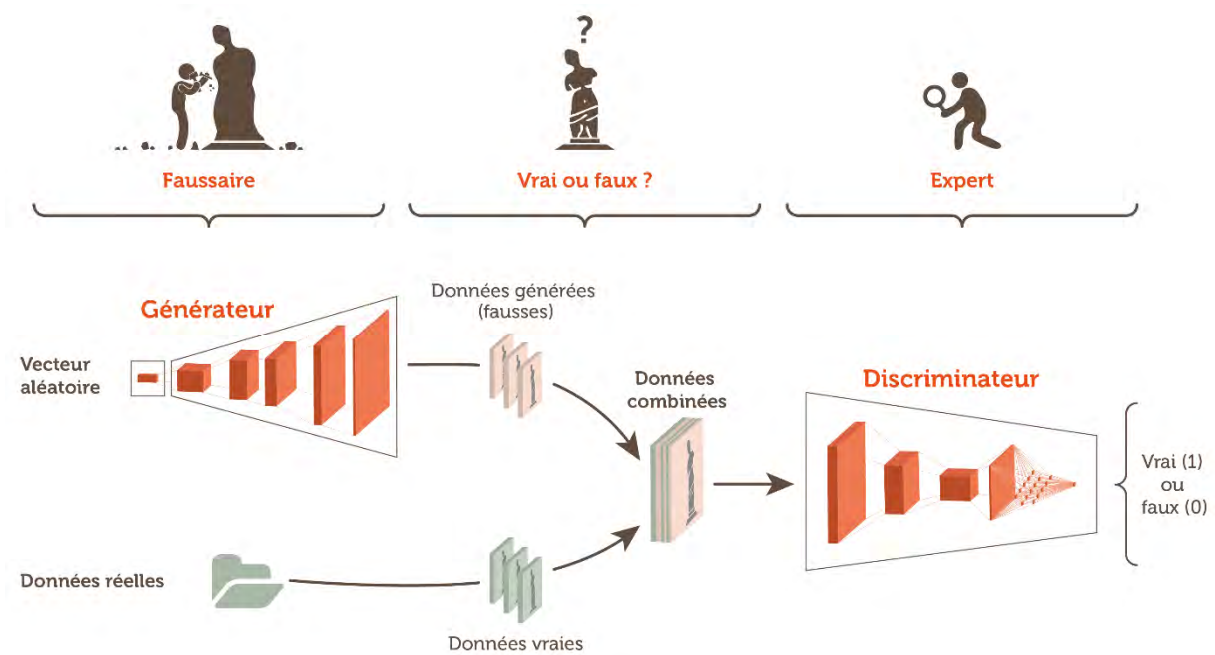 ?
Faussaire
Vrai ou faux ?
Expert
Générateur
Données générées
(fausses)
Vecteur
aléatoire
Données
combinées
Discriminateur
Vrai (1)
ou
faux (0)
Données réelles
Données vraies